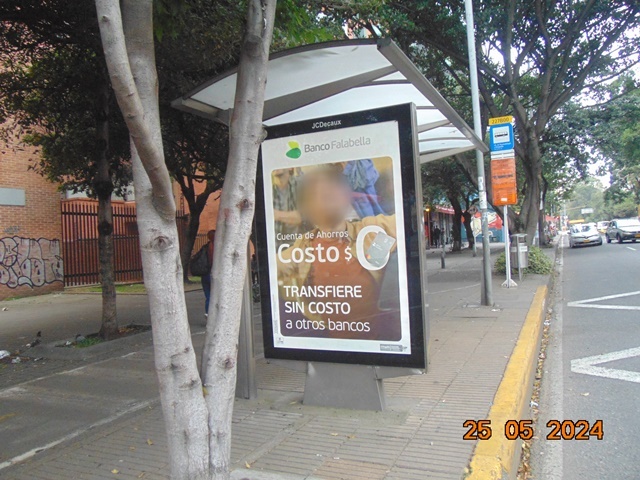 JCDecaux
Banco Falabella
Cuenta de Ahorros
Costo $0
TRANSFIERE
SIN COSTO
a otros bancos
25 05 2024